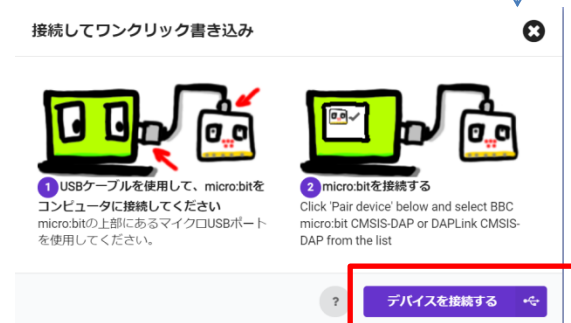 接続してワンクリック書き込み
1 USBケーブルを使用して、micro:bitを
コンピュータに接続してください
micro:bitの上部にあるマイクロUSBポート
を使用してください。
2 micro:bitを接続する
Click 'Pair device' below and select BBC
micro:bit CMSIS-DAP or DAPLink CMSIS-
DAP from the list
?
デバイスを接続する